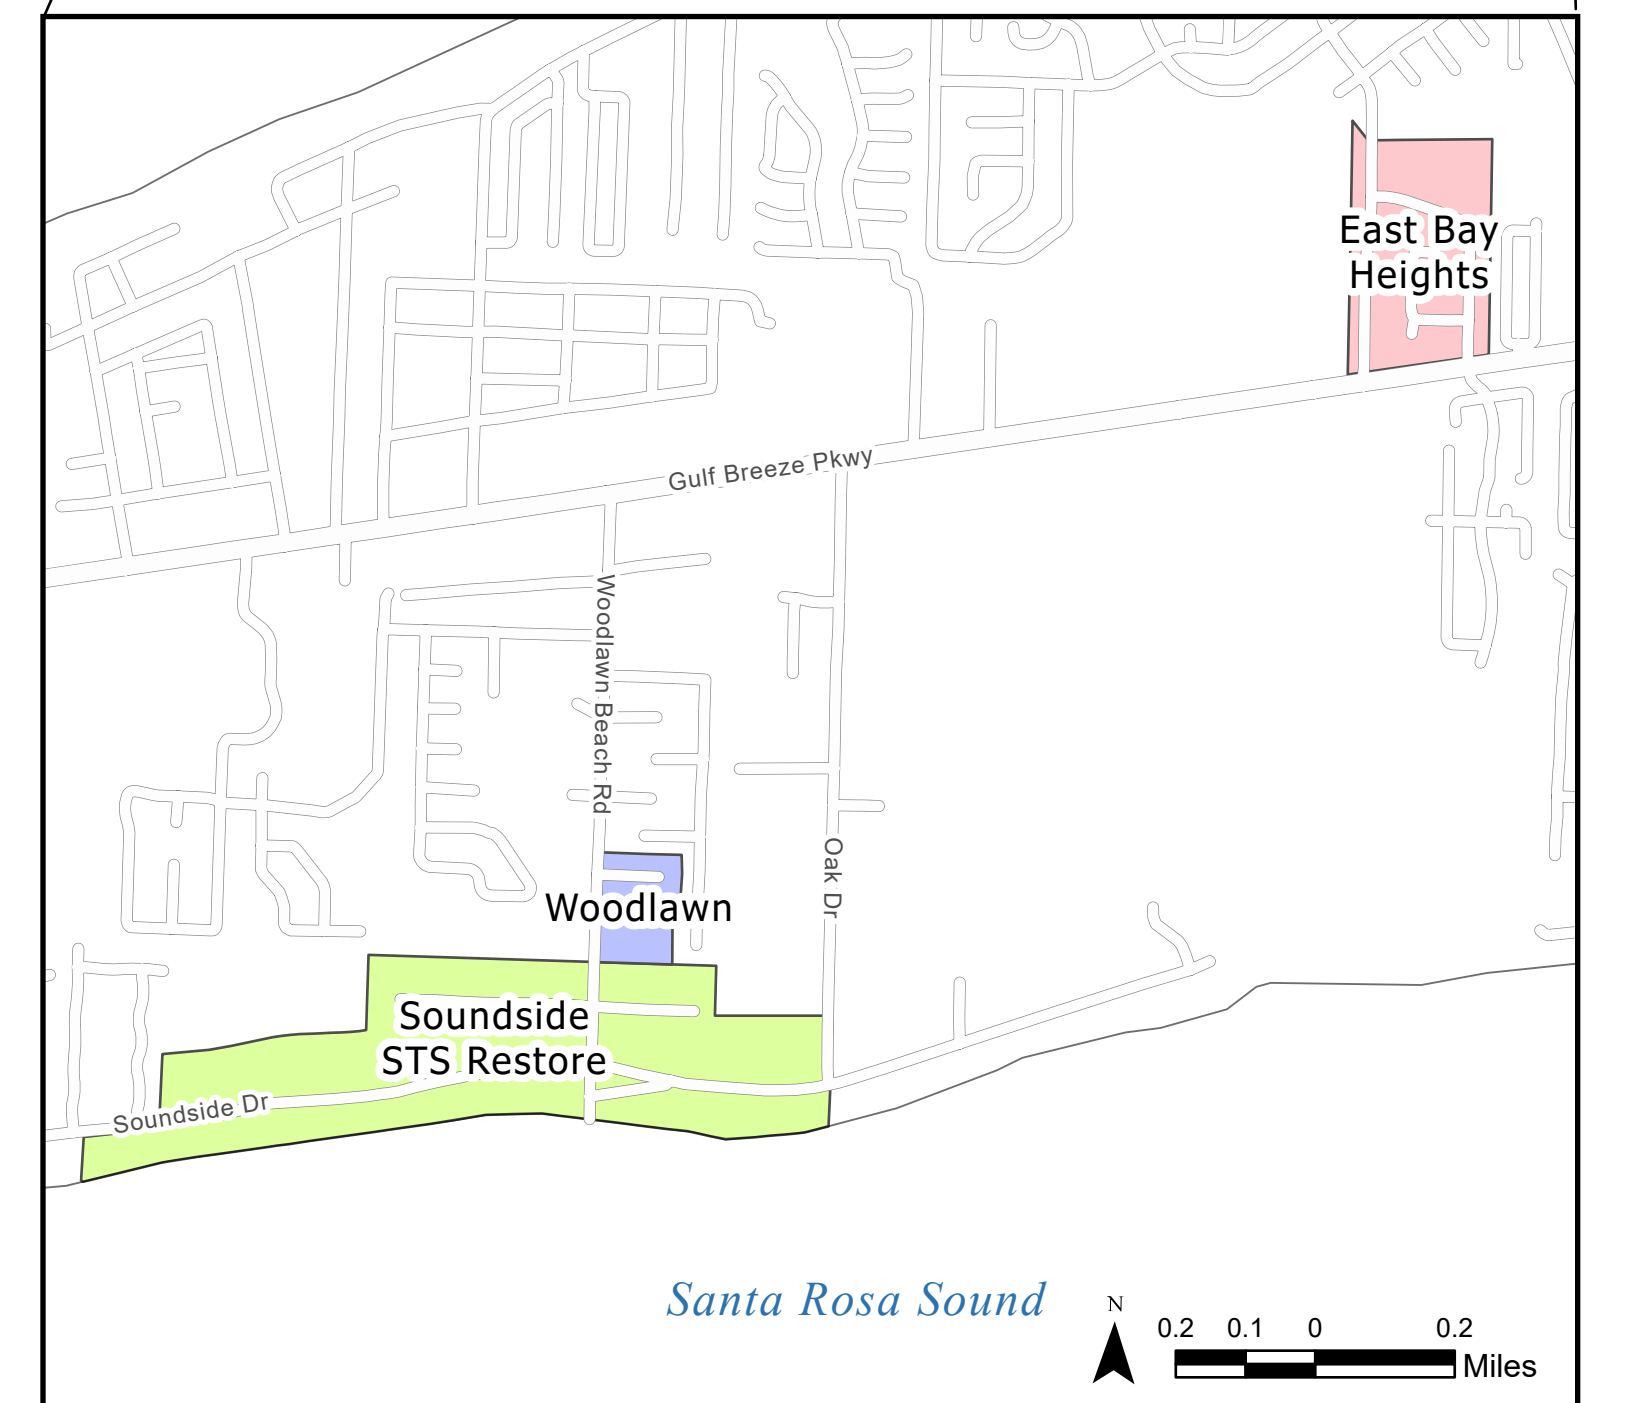 East Bay
Heights
Gulf Breeze Pkwy
Woodlawn Beach Rd
Oak Dr
Woodlawn
Soundside
STS Restore
Soundside Dr
Santa Rosa Sound
N
0.2 0.1 0 0.2
Miles